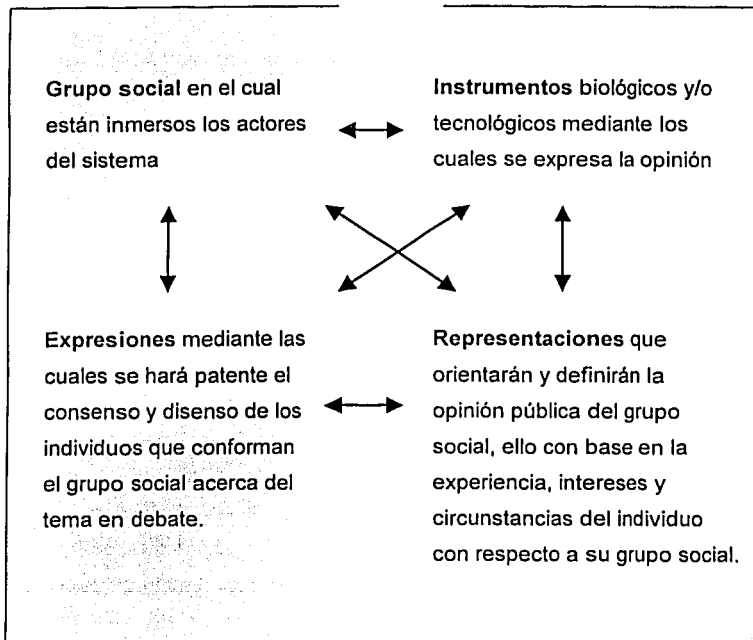 Grupo social en el cual
están inmersos los actores
del sistema
Instrumentos biológicos y/o
tecnológicos mediante los
cuales se expresa la opinión
Expresiones mediante las
cuales se hará patente el
consenso y disenso de los
individuos que conforman
el grupo social acerca del
tema en debate.
Representaciones que
orientarán y definirán la
opinión pública del grupo
social, ello con base en la
experiencia, intereses y
circunstancias del individuo
con respecto a su grupo social.